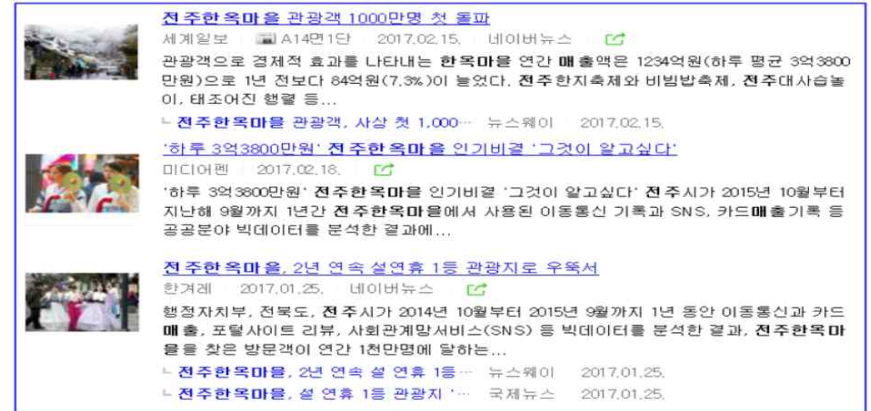 전주한옥마을 관광객 1000만명 첫 돌파
세계일보 A14면1단 2017.02.15. 네이버뉴스
관광객으로 경제적 효과를 나타내는 한옥마을 연간 매출액은 1234억원(하루 평균 3억3800
만원)으로 1년 전보다 84억원(7.3%)이 늘었다. 전주한지축제와 비빔밥축제, 전주대사습놀
이, 태조어진 행렬 등...
전주한옥마을 관광객, 사상 첫 1,000… 뉴스웨이 2017.02.15.
'하루 3억3800만원' 전주한옥마을 인기비결 '그것이 알고싶다'
미디어펜 2017.02.18.
'하루 3억3800만원' 전주한옥마을 인기비결 '그것이 알고싶다' 전주시가 2015년 10월부터
지난해 9월까지 1년간 전주한옥마을에서 사용된 이동통신 기록과 SNS, 카드매출기록 등
공공분야 빅데이터를 분석한 결과에...
전주한옥마을, 2년 연속 설연휴 1등 관광지로 우뚝서
한겨레 2017.01.25. 네이버뉴스
행정자치부, 전북도, 전주시가 2014년 10월부터 2015년 9월까지 1년 동안 이동통신과 카드
매출, 포털사이트 리뷰, 사회관계망서비스(SNS) 등 빅데이터를 분석한 결과, 전주한옥마
을을 찾은 방문객이 연간 1천만명에 달하는...
전주한옥마을, 2년 연속 설 연휴 1등… 뉴스웨이 2017.01.25.
전주한옥마을, 설 연휴 1등 관광지 '… 국제뉴스 2017.01.25.